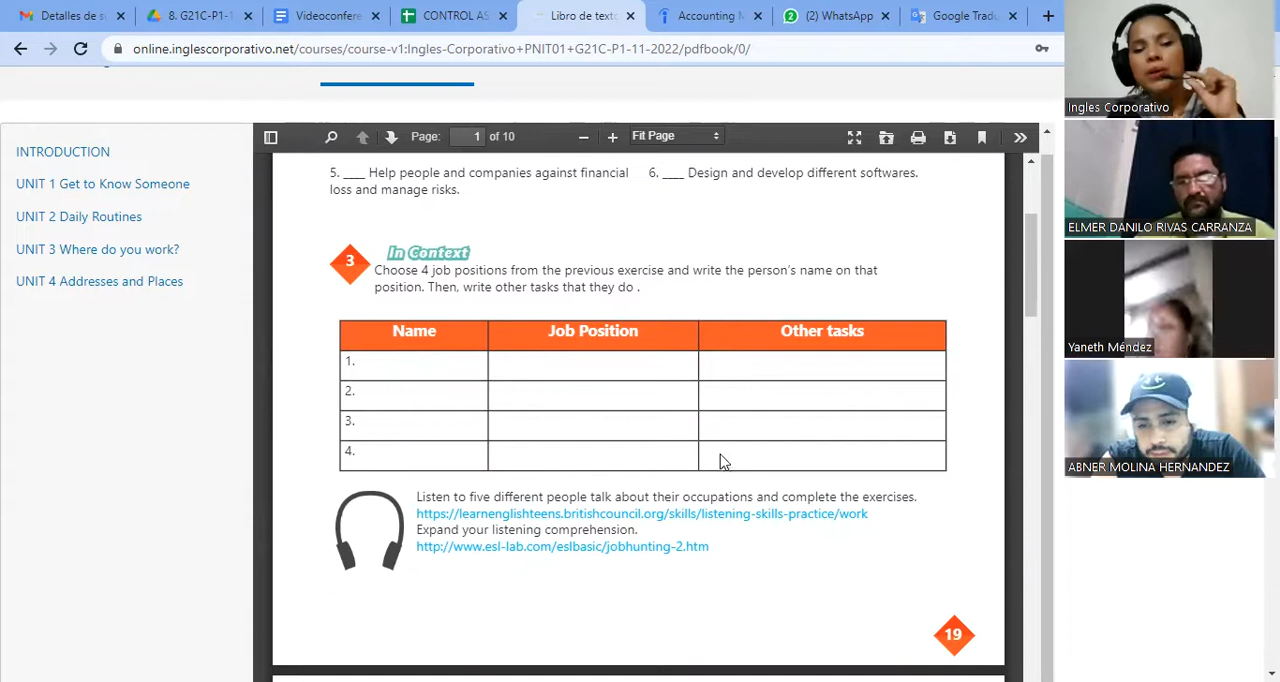 Detalles de su
8. G21C-P1-1
Videoconfere
CONTROL AS
Libro de texto
Accounting M
(2) WhatsApp
Google Tradu
online.inglescorporativo.net/courses/course-v1:Ingles-Corporativo+PNIT01+G21C-P1-11-2022/pdfbook/0/
INTRODUCTION
UNIT 1 Get to Know Someone
UNIT 2 Daily Routines
UNIT 3 Where do you work?
UNIT 4 Addresses and Places
Page: 1 of 10
Fit Page
5. ____ Help people and companies against financial
loss and manage risks.
6. ____ Design and develop different softwares.
3
In Context
Choose 4 job positions from the previous exercise and write the person's name on that
position. Then, write other tasks that they do .
Name Job Position Other tasks
1.
2.
3.
4.
Listen to five different people talk about their occupations and complete the exercises.
https://learnenglishteens.britishcouncil.org/skills/listening-skills-practice/work
Expand your listening comprehension.
http://www.esl-lab.com/eslbasic/jobhunting-2.htm
19
Ingles Corporativo
ELMER DANILO RIVAS CARRANZA
Yaneth Méndez
ABNER MOLINA HERNANDEZ